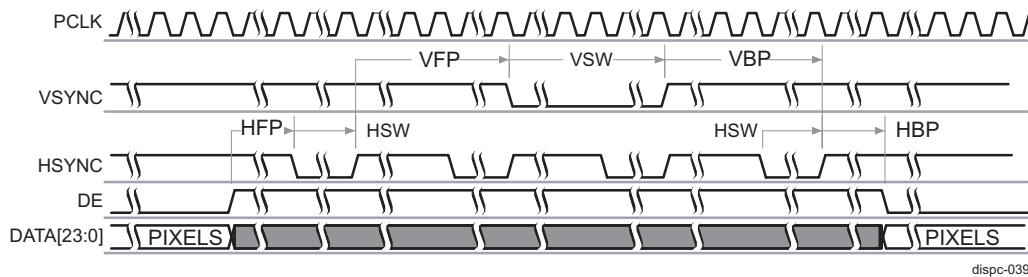 PCLK
VFP VSW VBP
VSYNC
HFP HSW HSW HBP
HSYNC
DE
DATA[23:0] PIXELS PIXELS
dispc-039